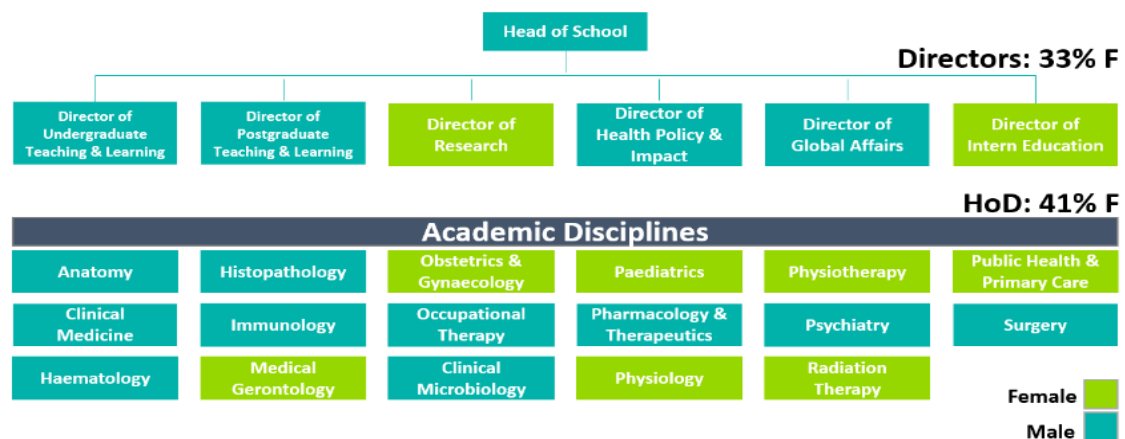 Head of School
Directors: 33% F
Director of
Undergraduate
Teaching & Learning
Director of
Postgraduate
Teaching & Learning
Director of
Research
Director of
Health Policy &
Impact
Director of
Global Affairs
Director of
Intern Education
HoD: 41% F
Academic Disciplines
Anatomy
Histopathology
Obstetrics &
Gynaecology
Paediatrics
Physiotherapy
Public Health &
Primary Care
Clinical
Medicine
Immunology
Occupational
Therapy
Pharmacology &
Therapeutics
Psychiatry
Surgery
Haematology
Medical
Gerontology
Clinical
Microbiology
Physiology
Radiation
Therapy
Female
Male